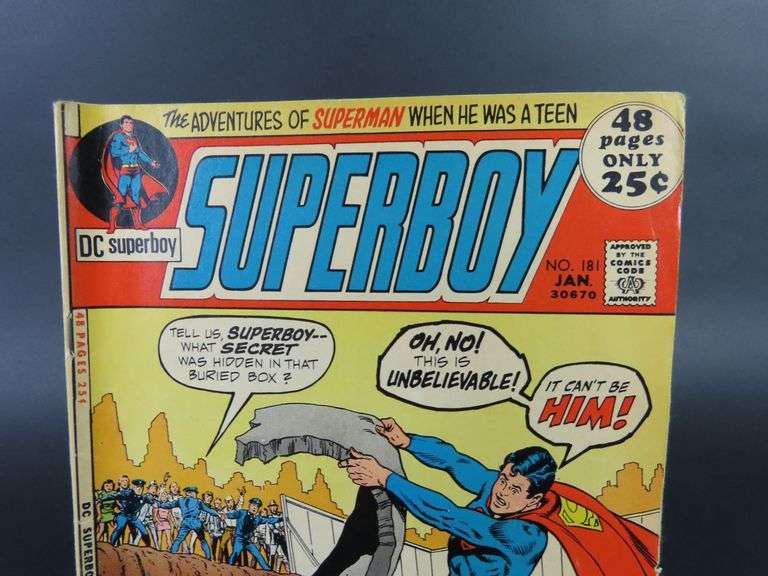 The ADVENTURES OF SUPERMAN WHEN HE WAS A TEEN
48
pages
ONLY
25¢
DC superboy
SUPERBOY
NO. 181
JAN.
30670
APPROVED
BY THE
COMICS
CODE
CA
AUTHORITY
48 PAGES 25¢
TELL US, SUPERBOY--
WHAT SECRET
WAS HIDDEN IN THAT
BURIED BOX?
OH, NO!
THIS IS
UNBELIEVABLE!
IT CAN'T BE
HIM!
DC SUPERBO